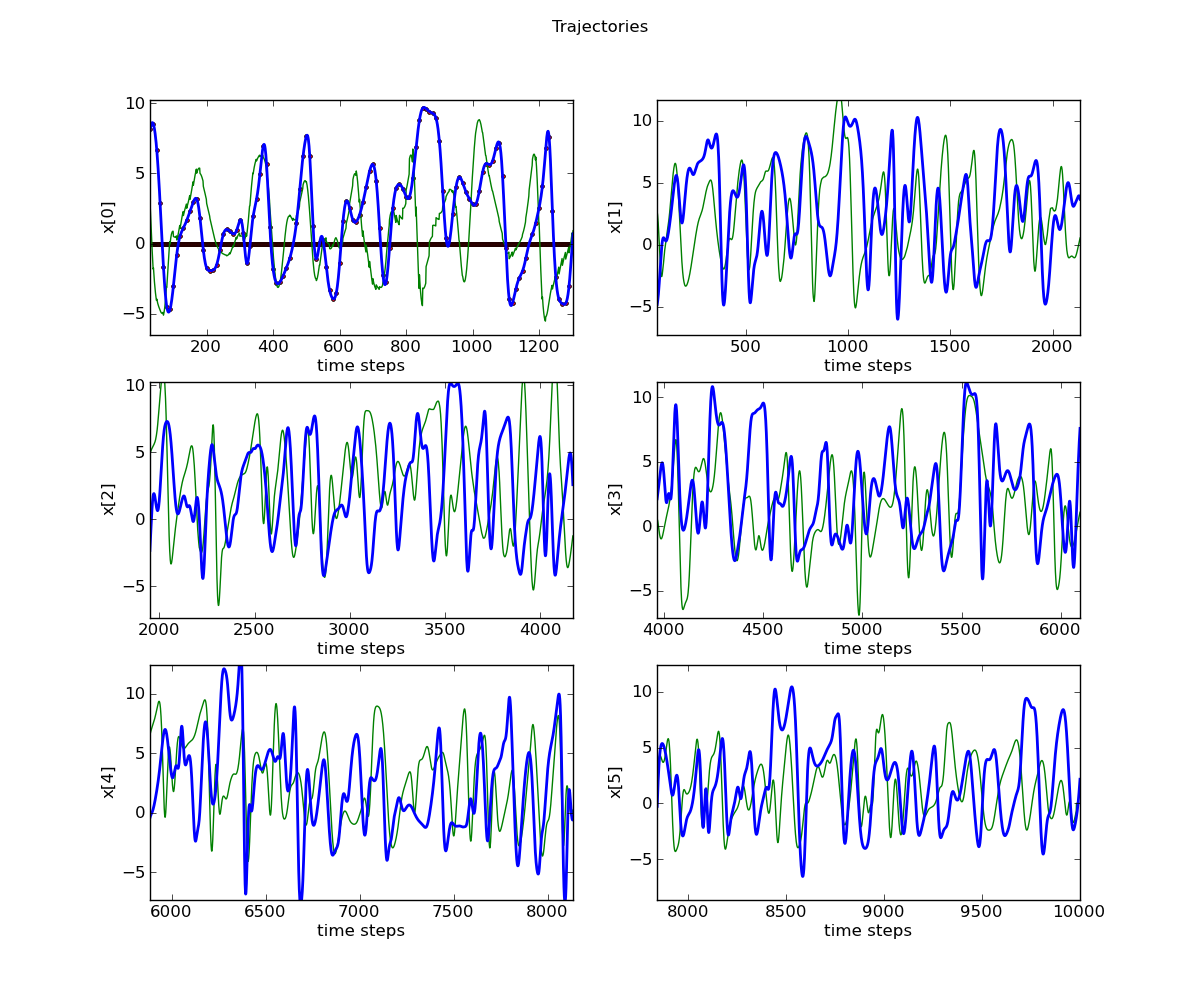 Trajectories
10
5
0
−5
x[0]
200 400 600 800 1000 1200
time steps
10
5
0
−5
x[1]
500 1000 1500 2000
time steps
10
5
0
−5
x[2]
2000 2500 3000 3500 4000
time steps
10
5
0
−5
x[3]
4000 4500 5000 5500 6000
time steps
10
5
0
−5
x[4]
6000 6500 7000 7500 8000
time steps
10
5
0
−5
x[5]
8000 8500 9000 9500 10000
time steps